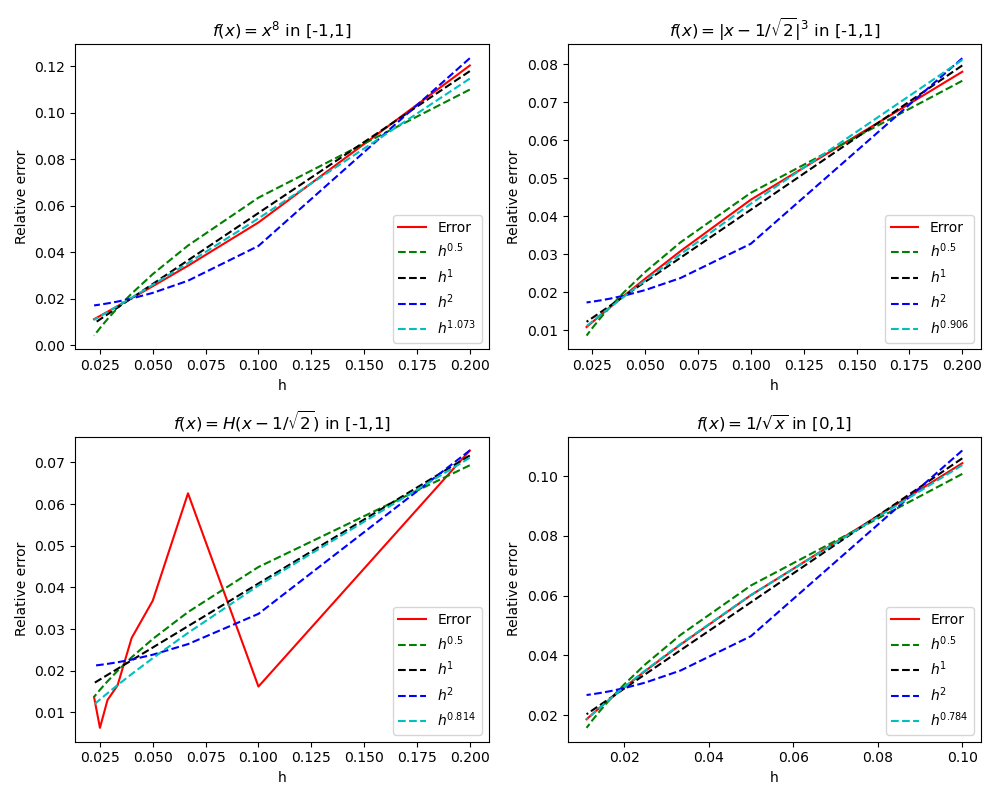 f(x) = x⁸ in [-1,1]
0.12
0.10
0.08
0.06
0.04
0.02
0.00
Relative error
Error
h^0.5
h^1
h^2
h^1.073
0.025 0.050 0.075 0.100 0.125 0.150 0.175 0.200
h
f(x) = |x − 1/√2|³ in [-1,1]
0.08
0.07
0.06
0.05
0.04
0.03
0.02
0.01
Relative error
Error
h^0.5
h^1
h^2
h^0.906
0.025 0.050 0.075 0.100 0.125 0.150 0.175 0.200
h
f(x) = H(x − 1/√2) in [-1,1]
0.07
0.06
0.05
0.04
0.03
0.02
0.01
Relative error
Error
h^0.5
h^1
h^2
h^0.814
0.025 0.050 0.075 0.100 0.125 0.150 0.175 0.200
h
f(x) = 1/√x in [0,1]
0.10
0.08
0.06
0.04
0.02
Relative error
Error
h^0.5
h^1
h^2
h^0.784
0.02 0.04 0.06 0.08 0.10
h